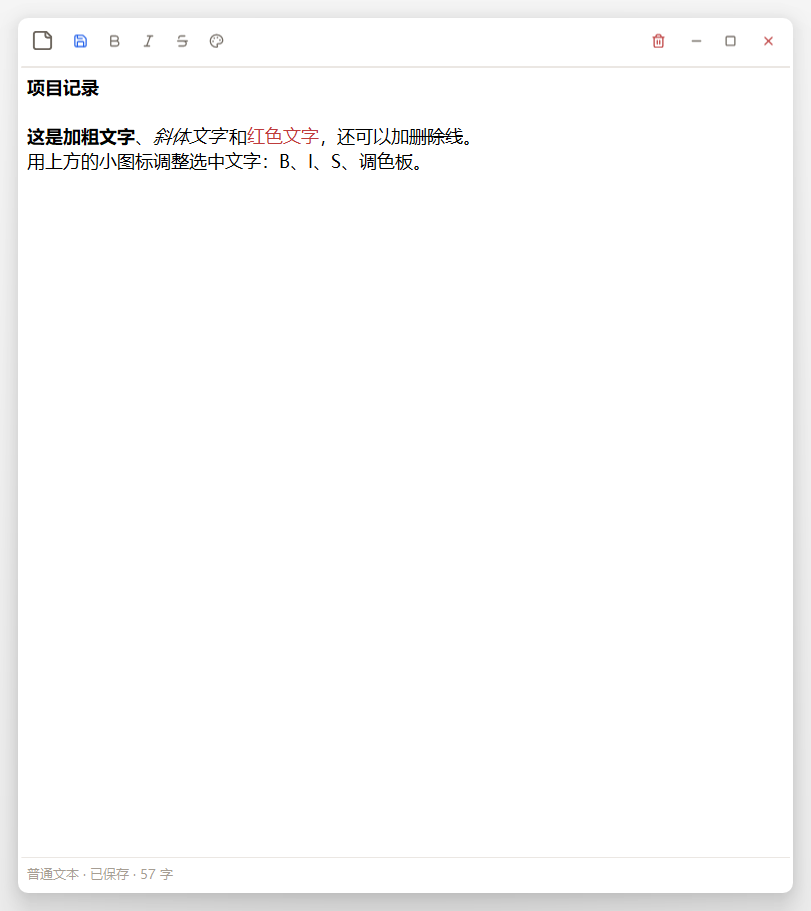 项目记录
这是加粗文字、斜体文字和红色文字，还可以加删除线。
用上方的小图标调整选中文字：B、I、S、调色板。
普通文本 · 已保存 · 57 字